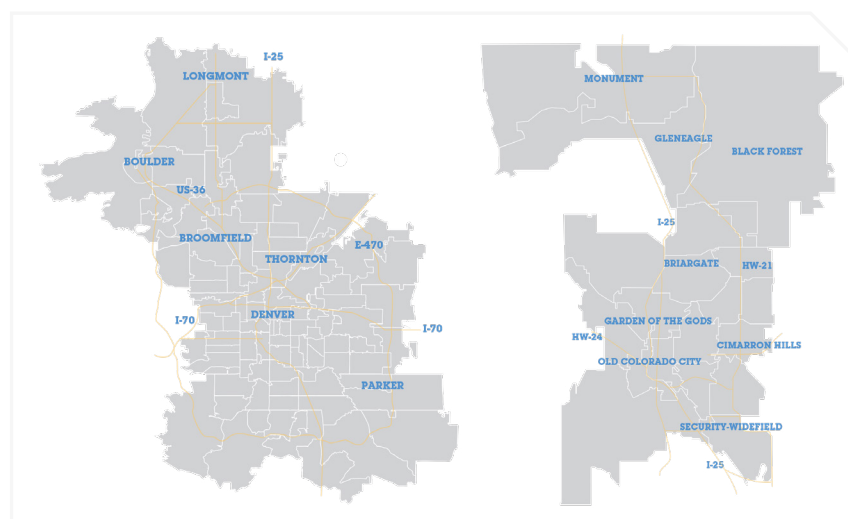 I-25
LONGMONT
BOULDER
US-36
BROOMFIELD
E-470
THORNTON
DENVER
I-70
I-70
PARKER
MONUMENT
GLENEAGLE
BLACK FOREST
I-25
BRIARGATE
HW-21
GARDEN OF THE GODS
HW-24
CIMARRON HILLS
OLD COLORADO CITY
SECURITY-WIDEFIELD
I-25